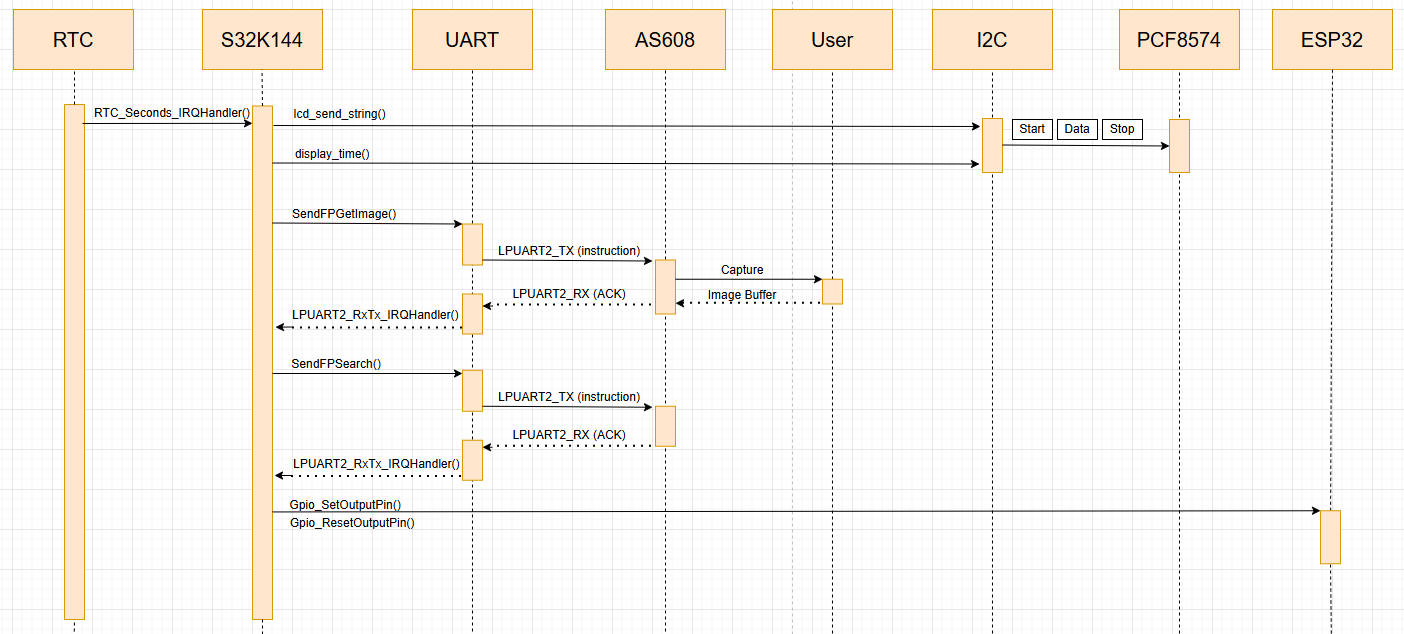 RTC
S32K144
UART
AS608
User
I2C
PCF8574
ESP32
RTC_Seconds_IRQHandler()
lcd_send_string()
Start
Data
Stop
display_time()
SendFPGetImage()
LPUART2_TX (instruction)
Capture
LPUART2_RX (ACK)
Image Buffer
LPUART2_RxTx_IRQHandler()
SendFPSearch()
LPUART2_TX (instruction)
LPUART2_RX (ACK)
LPUART2_RxTx_IRQHandler()
Gpio_SetOutputPin()
Gpio_ResetOutputPin()